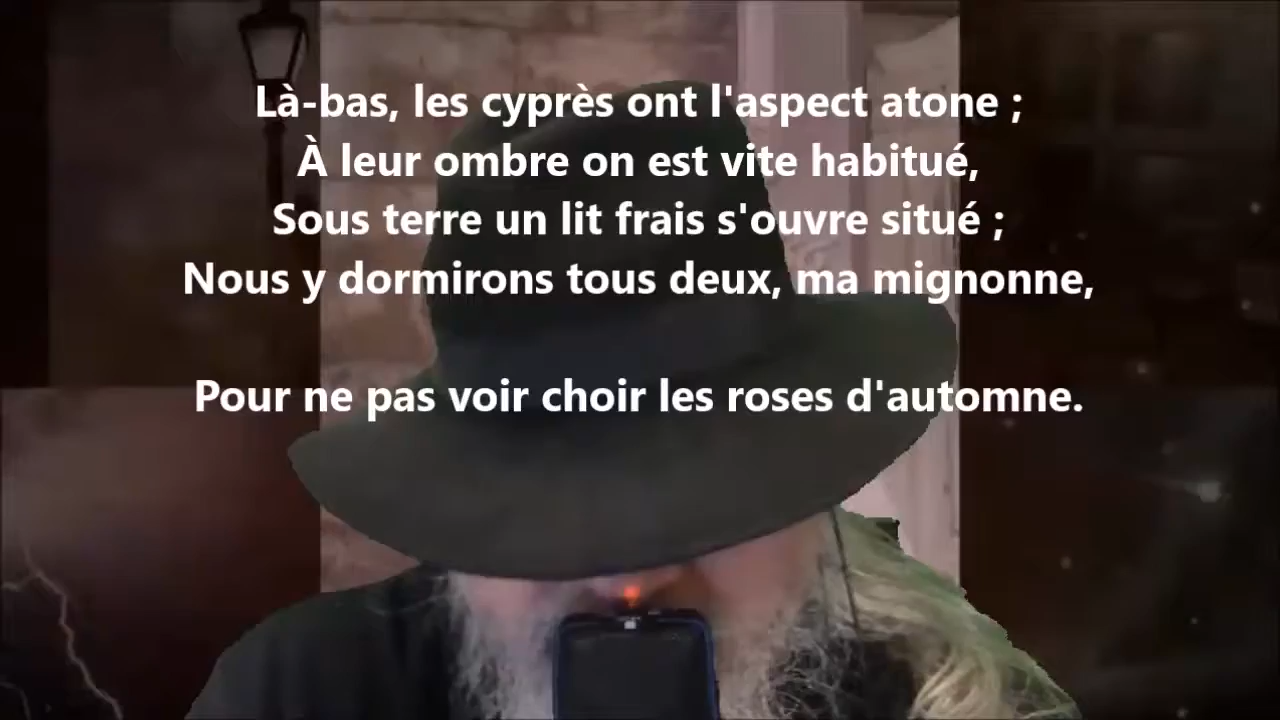 Là-bas, les cyprès ont l'aspect atone ;
À leur ombre on est vite habitué,
Sous terre un lit frais s'ouvre situé ;
Nous y dormirons tous deux, ma mignonne,
Pour ne pas voir choir les roses d'automne.